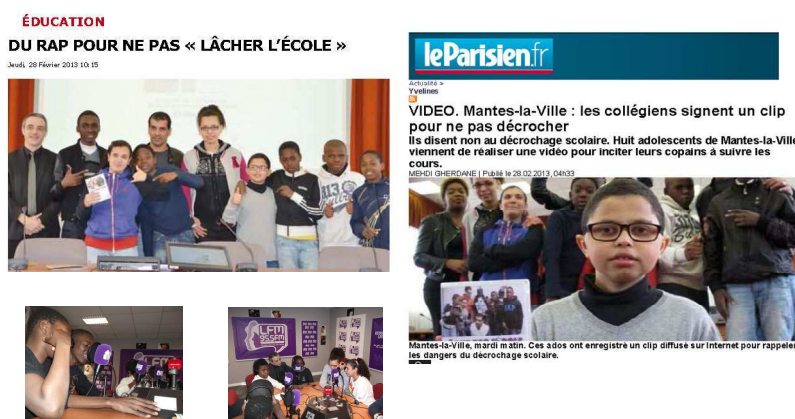 ÉDUCATION
DU RAP POUR NE PAS « LÂCHER L'ÉCOLE »
Jeudi, 28 Février 2013 10:15
leParisien.fr
Actualité >
Yvelines
VIDEO. Mantes-la-Ville : les collégiens signent un clip
pour ne pas décrocher
Ils disent non au décrochage scolaire. Huit adolescents de Mantes-la-Ville
viennent de réaliser une vidéo pour inciter leurs copains à suivre les
cours.
MEHDI GHERDANE | Publié le 28.02.2013, 04h33
Mantes-la-Ville, mardi matin. Ces ados ont enregistré un clip diffusé sur Internet pour rappeler
les dangers du décrochage scolaire.
LFM
95.5FM